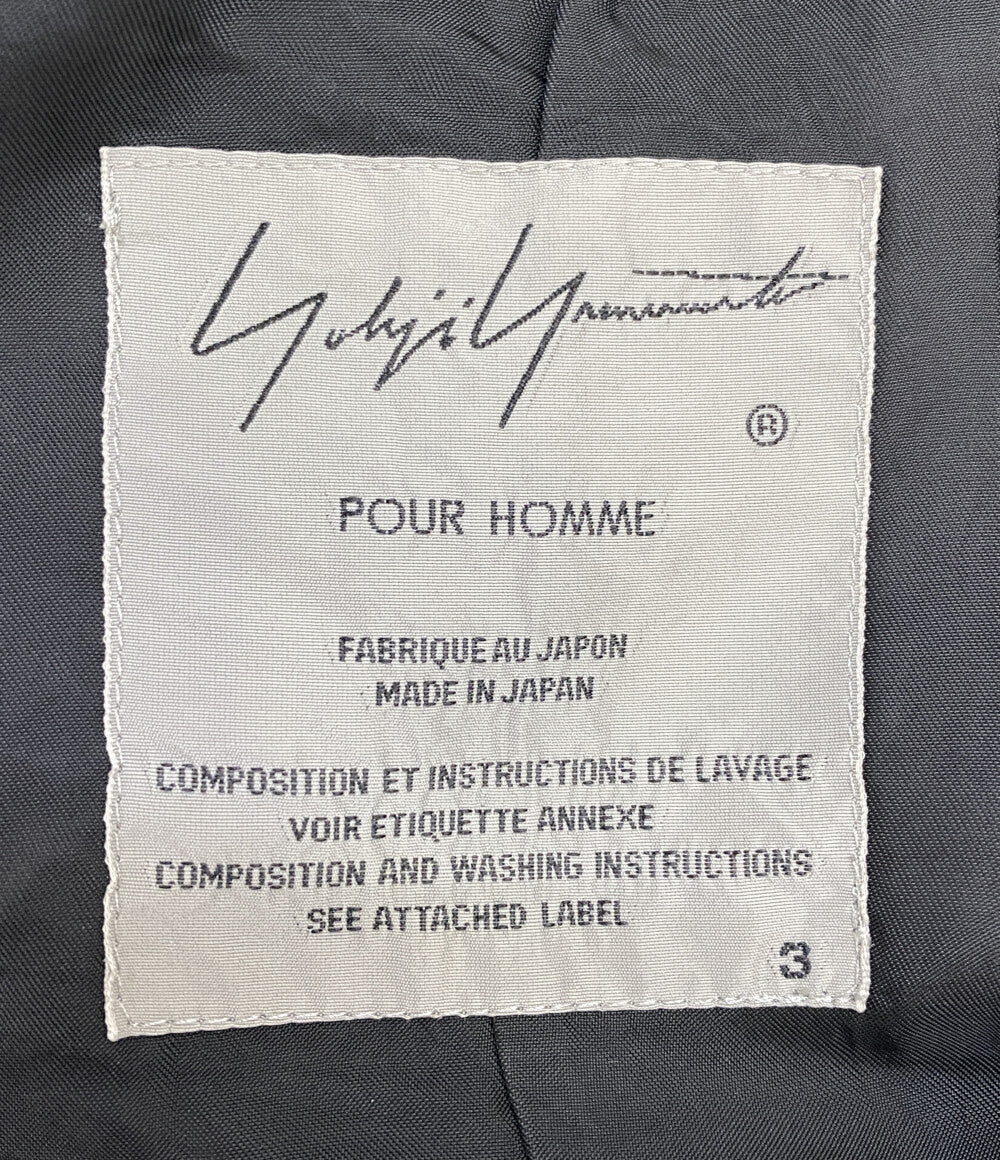 Yohji Yamamoto
®
POUR HOMME
FABRIQUE AU JAPON
MADE IN JAPAN
COMPOSITION ET INSTRUCTIONS DE LAVAGE
VOIR ETIQUETTE ANNEXE
COMPOSITION AND WASHING INSTRUCTIONS
SEE ATTACHED LABEL
3